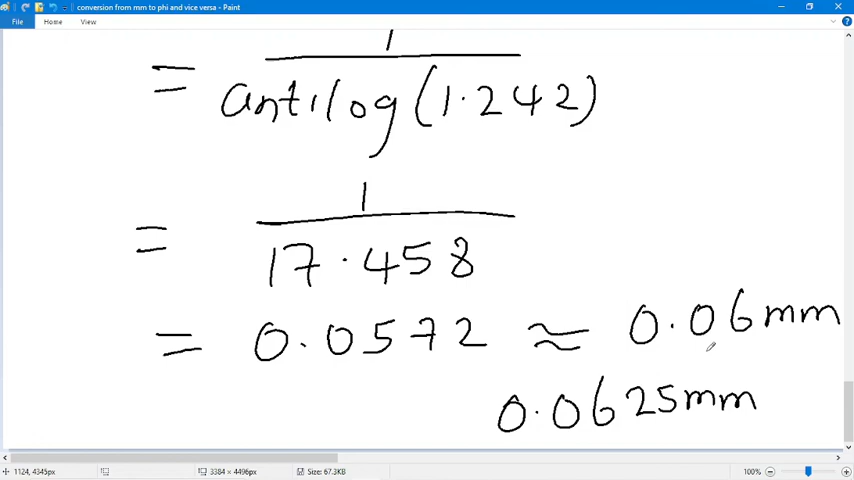 conversion from mm to phi and vice versa - Paint
File Home View
1
= antilog(1.242)
1
= 17.458
= 0.0572 ≈ 0.06mm
0.0625mm
1124, 4345px 3384 × 4496px Size: 67.3KB 100%